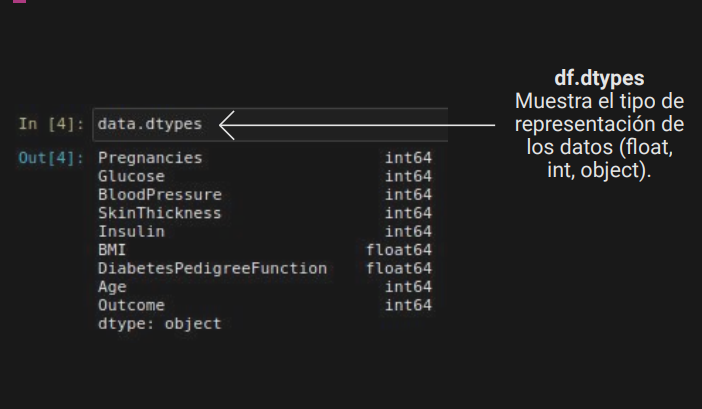 In [4]: data.dtypes
Out[4]: Pregnancies int64
Glucose int64
BloodPressure int64
SkinThickness int64
Insulin int64
BMI float64
DiabetesPedigreeFunction float64
Age int64
Outcome int64
dtype: object
df.dtypes
Muestra el tipo de
representación de
los datos (float,
int, object).